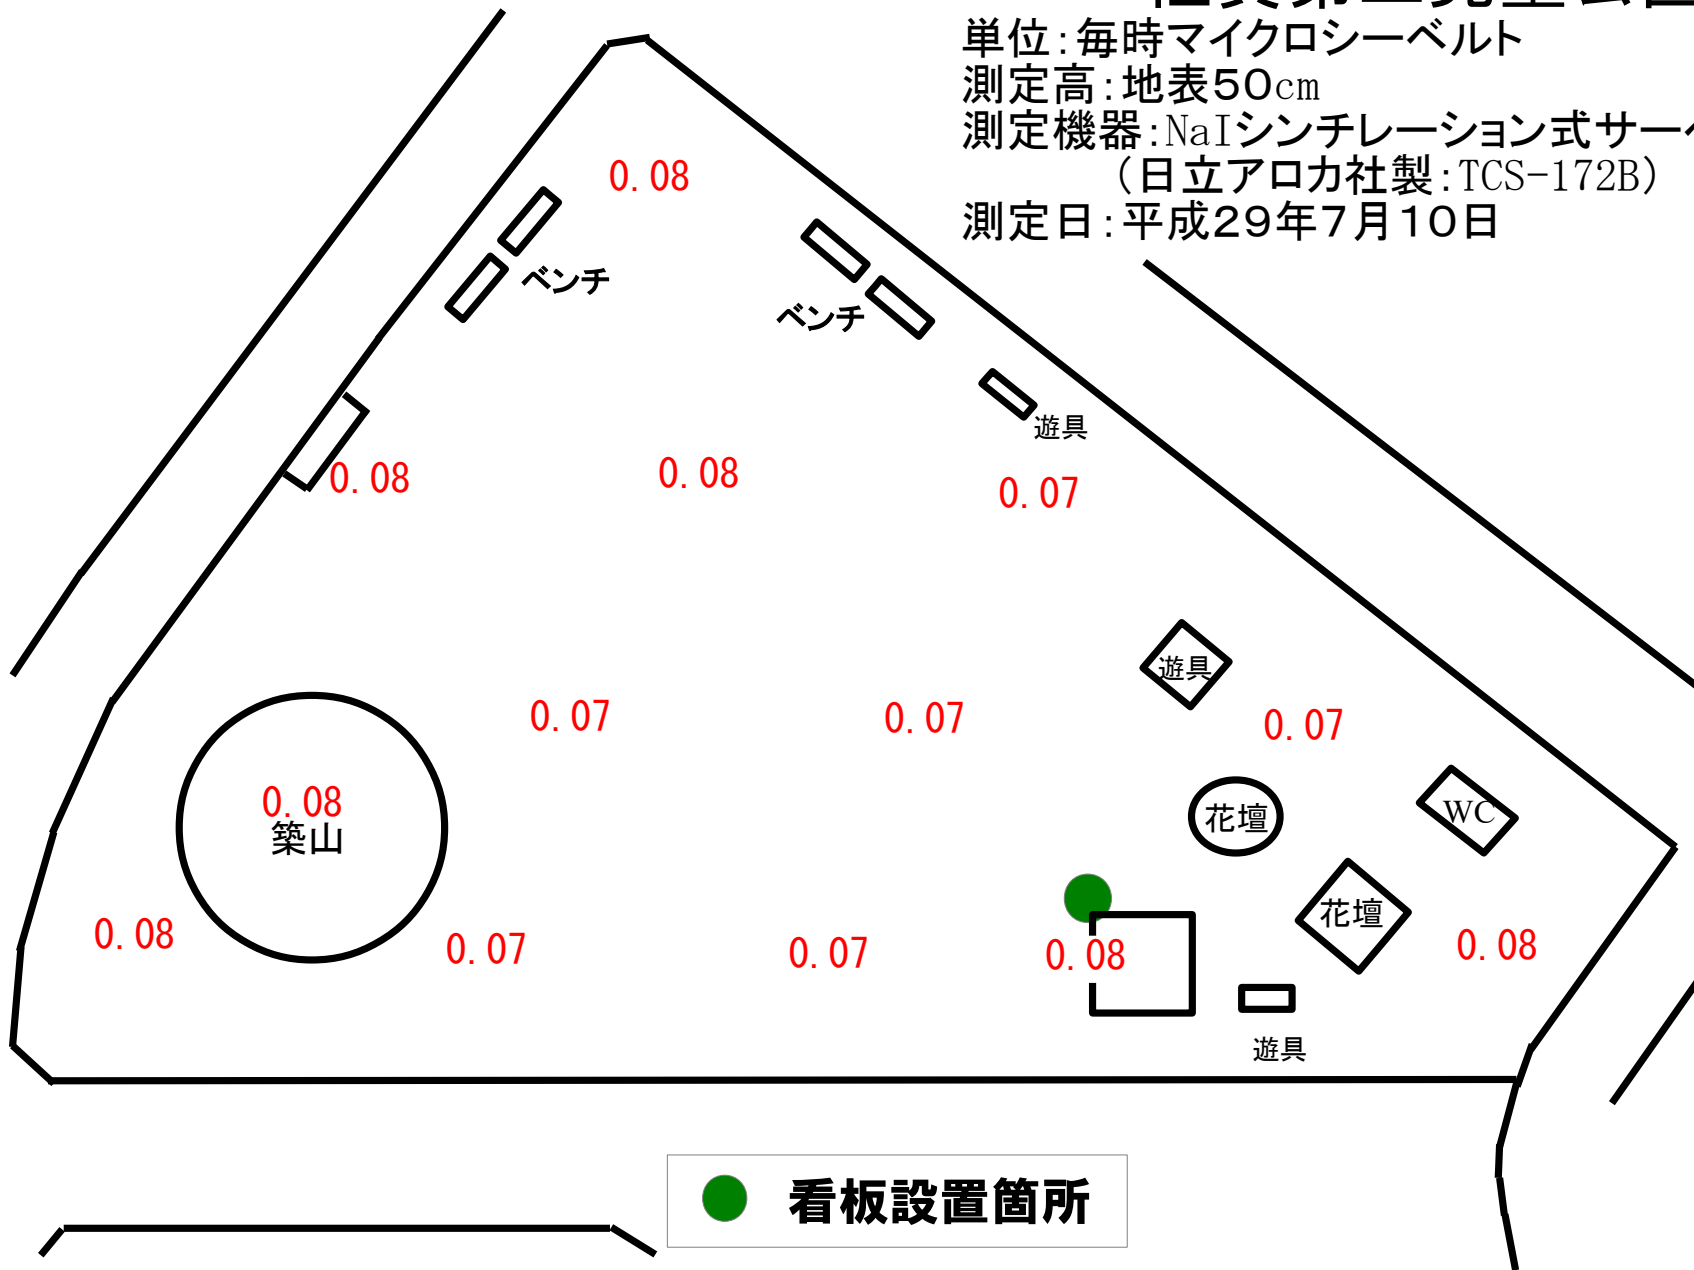 単位:毎時マイクロシーベルト
測定高:地表50cm
測定機器:NaIシンチレーション式サーベ
(日立アロカ社製:TCS-172B)
測定日:平成29年7月10日
0.08
ベンチ
ベンチ
遊具
0.08
0.08
0.07
遊具
0.07
0.07
0.07
0.08
築山
花壇
WC
花壇
0.08
0.07
0.07
0.08
0.08
遊具
看板設置箇所